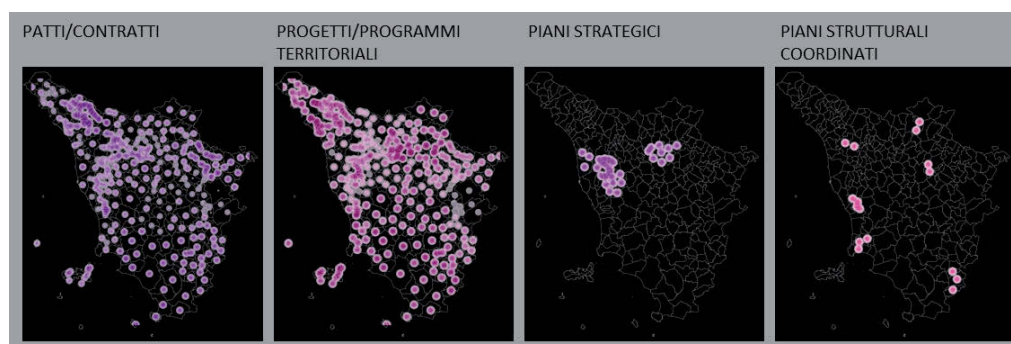 PATTI/CONTRATTI
PROGETTI/PROGRAMMI
TERRITORIALI
PIANI STRATEGICI
PIANI STRUTTURALI
COORDINATI